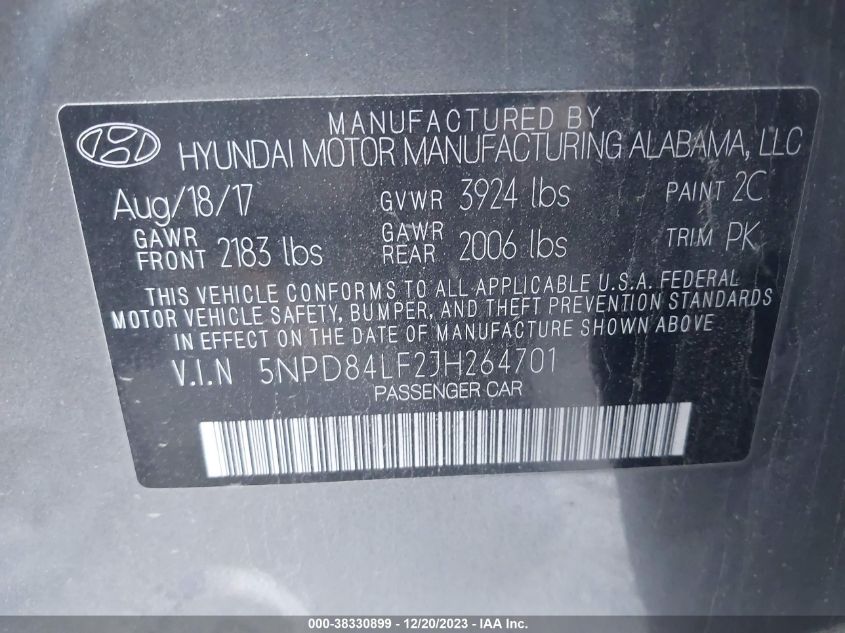 MANUFACTURED BY
HYUNDAI MOTOR MANUFACTURING ALABAMA, LLC
Aug/18/17 GVWR 3924 lbs PAINT 2C
GAWR FRONT 2183 lbs GAWR REAR 2006 lbs TRIM PK
THIS VEHICLE CONFORMS TO ALL APPLICABLE U.S.A. FEDERAL
MOTOR VEHICLE SAFETY, BUMPER, AND THEFT PREVENTION STANDARDS
IN EFFECT ON THE DATE OF MANUFACTURE SHOWN ABOVE
V.I.N 5NPD84LF2JH264701
PASSENGER CAR
000-38330899 - 12/20/2023 - IAA Inc.